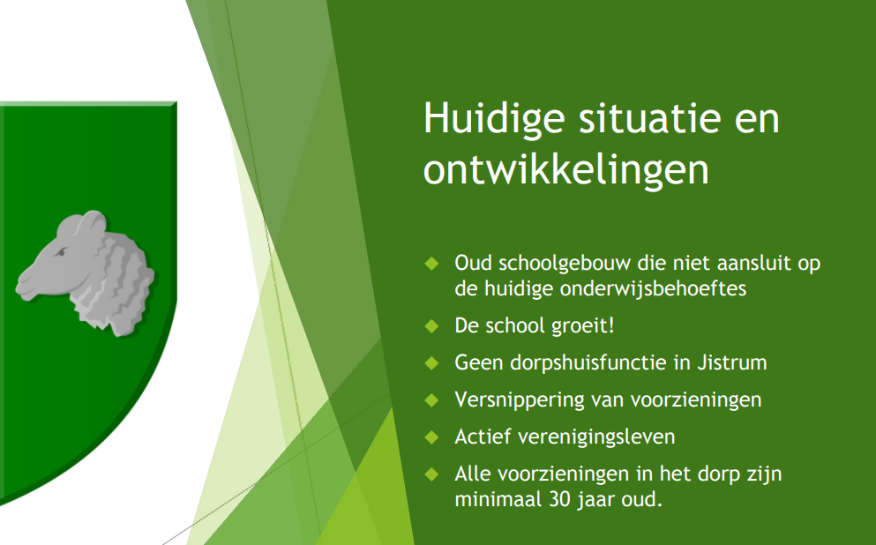 Huidige situatie en
ontwikkelingen
Oud schoolgebouw die niet aansluit op
de huidige onderwijsbehoeftes
De school groeit!
Geen dorpshuisfunctie in Jistrum
Versnippering van voorzieningen
Actief verenigingsleven
Alle voorzieningen in het dorp zijn
minimaal 30 jaar oud.